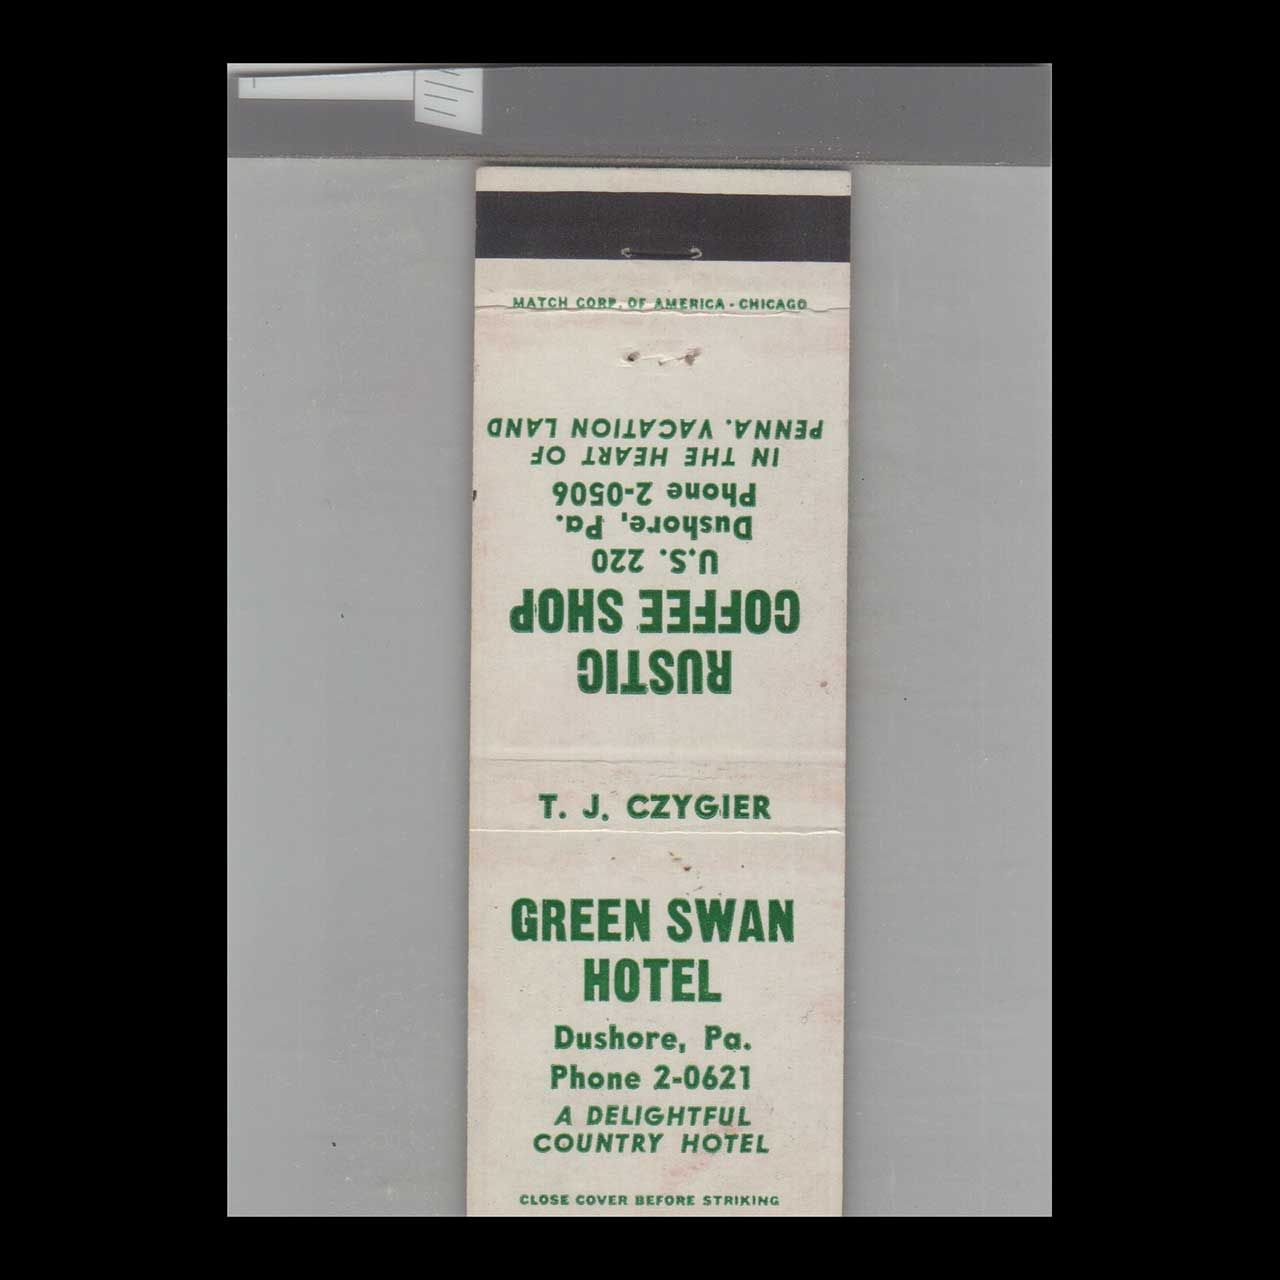 MATCH CORP. OF AMERICA - CHICAGO
RUSTIC
COFFEE SHOP
U.S. 220
Dushore, Pa.
Phone 2-0506
IN THE HEART OF
PENNA. VACATION LAND
T. J. CZYGIER
GREEN SWAN
HOTEL
Dushore, Pa.
Phone 2-0621
A DELIGHTFUL
COUNTRY HOTEL
CLOSE COVER BEFORE STRIKING